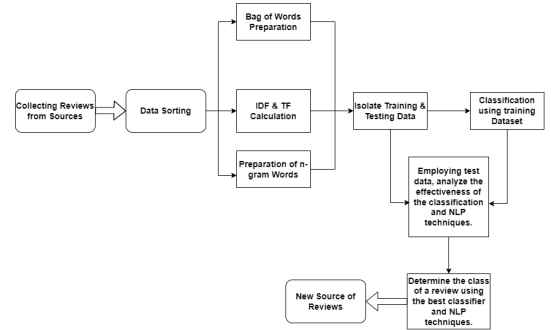 Bag of Words
Preparation
Collecting Reviews
from Sources
Data Sorting
IDF & TF
Calculation
Isolate Training &
Testing Data
Classification
using training
Dataset
Preparation of n-
gram Words
Employing test
data, analyze the
effectiveness of
the classification
and NLP
techniques.
New Source of
Reviews
Determine the class
of a review using
the best classifier
and NLP
techniques.